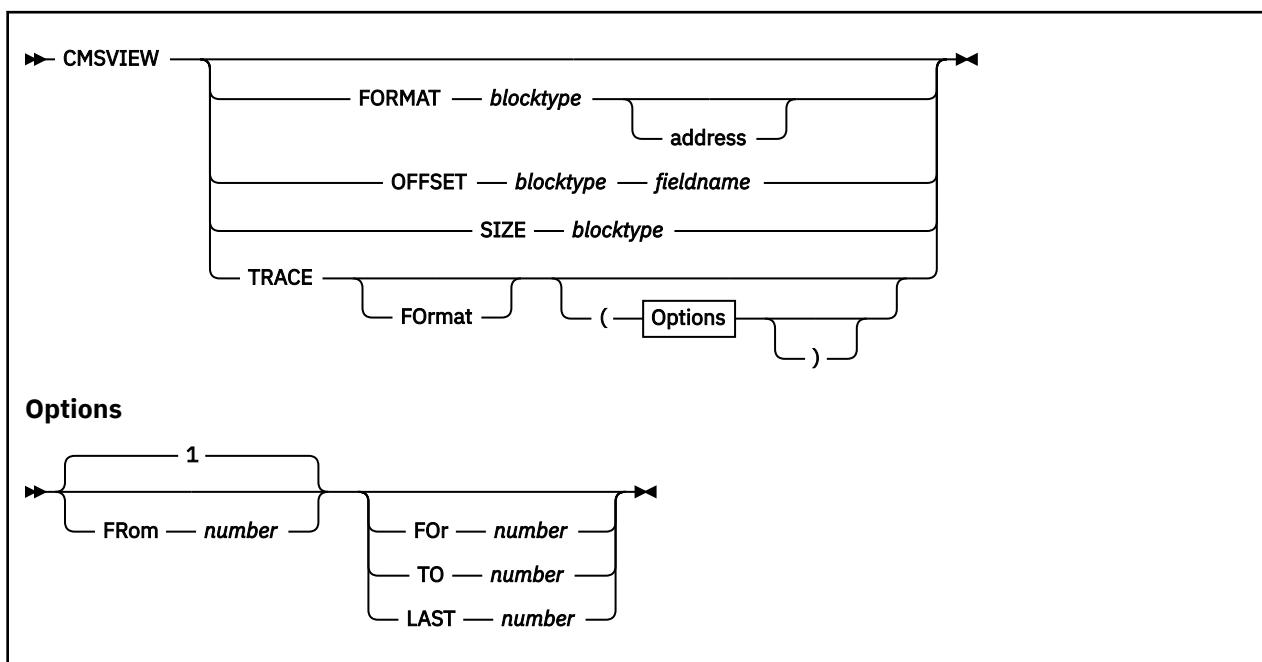 CMSVIEW
FORMAT blocktype
address
OFFSET blocktype fieldname
SIZE blocktype
TRACE
FOrmat ( Options
)
Options
1
FRom number FOr number
TO number
LAST number